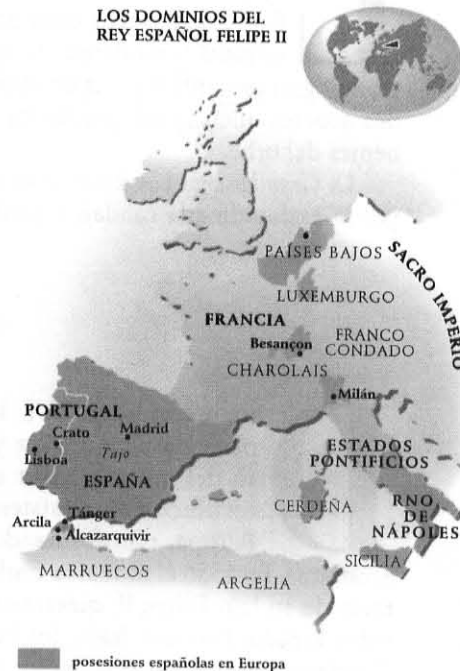 LOS DOMINIOS DEL
REY ESPAÑOL FELIPE II
PAÍSES BAJOS
SACRO IMPERIO
LUXEMBURGO
FRANCIA
Besançon
FRANCO
CONDADO
CHAROLAIS
Milán
PORTUGAL
Crato
Madrid
Lisboa
Tajo
ESPAÑA
ESTADOS
PONTIFICIOS
CERDEÑA
RNO
DE
NÁPOLES
Arcila
Tánger
Alcazarquivir
SICILIA
MARRUECOS
ARGELIA
posesiones españolas en Europa